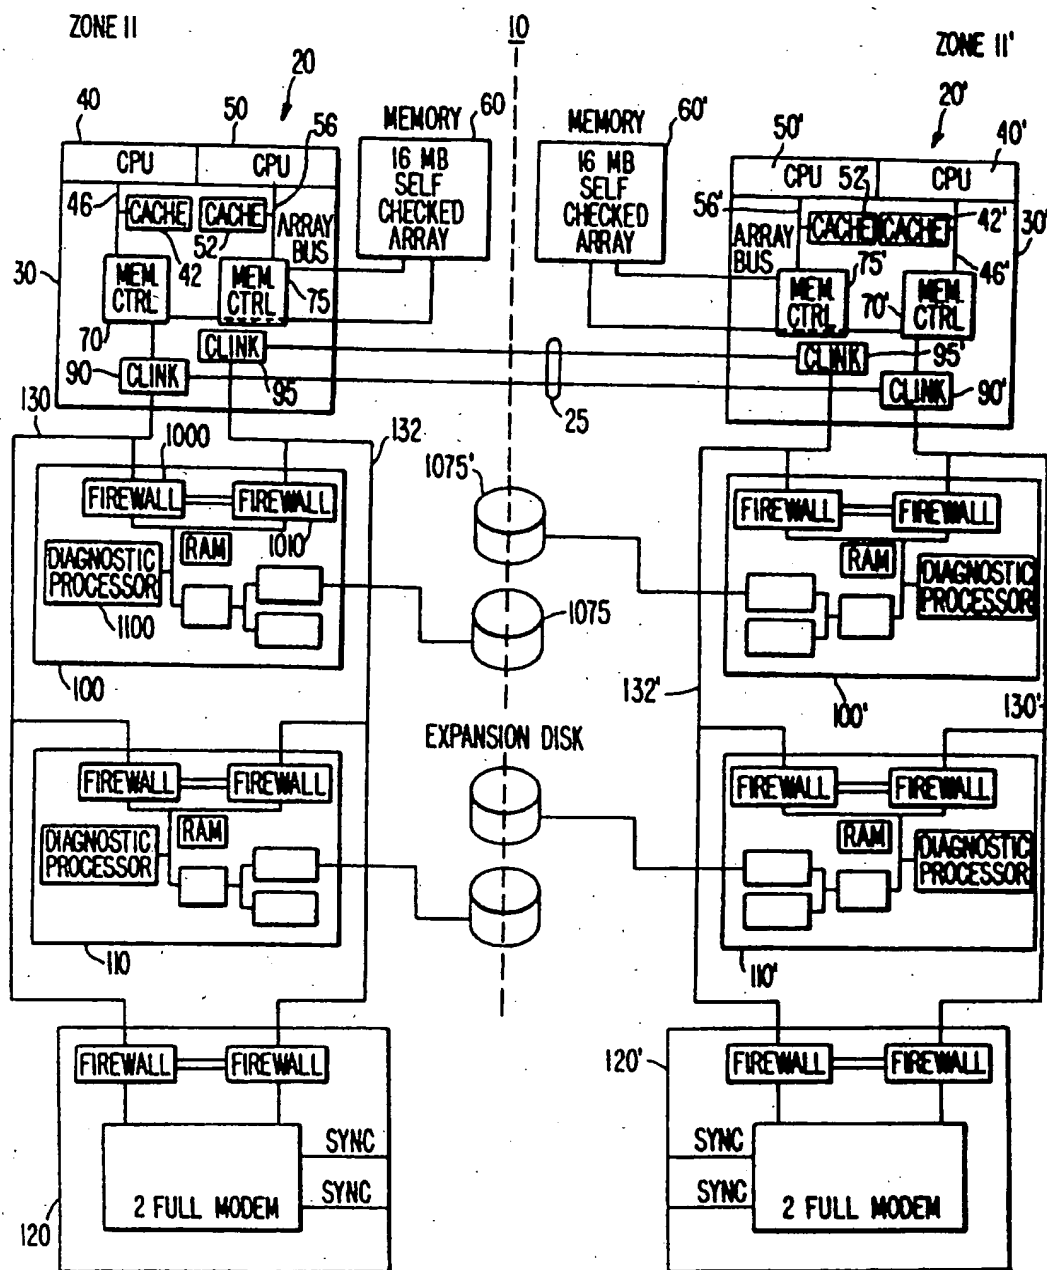 ZONE 11
10
ZONE 11'
20
20'
40
50
56
MEMORY
60
MEMORY
60'
50'
40'
CPU
CPU
16 MB
SELF
CHECKED
ARRAY
16 MB
SELF
CHECKED
ARRAY
CPU
52'
CPU
46
CACHE
CACHE
56'
CACHE
CACHE
42'
30'
52
42
ARRAY
BUS
ARRAY
BUS
75'
46'
30
MEM.
CTRL
MEM.
CTRL
75
MEM.
CTRL
70'
MEM
CTRL
70
CLINK
CLINK
95'
90
CLINK
95
25
CLINK
90'
130
1000
132
1075'
FIREWALL
FIREWALL
FIREWALL
FIREWALL
1010
RAM
RAM
DIAGNOSTIC
PROCESSOR
DIAGNOSTIC
PROCESSOR
1100
1075
100
132'
100'
130'
EXPANSION DISK
FIREWALL
FIREWALL
FIREWALL
FIREWALL
RAM
RAM
DIAGNOSTIC
PROCESSOR
DIAGNOSTIC
PROCESSOR
110
110'
FIREWALL
FIREWALL
120'
FIREWALL
FIREWALL
SYNC
SYNC
SYNC
SYNC
2 FULL MODEM
2 FULL MODEM
120